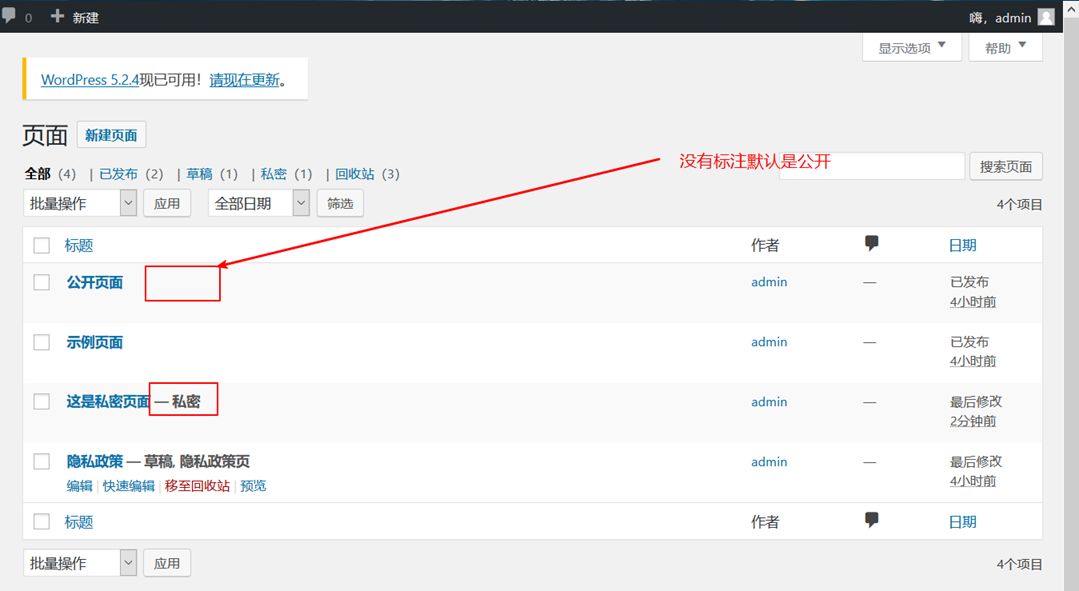 0 新建 嗨，admin
显示选项 帮助
WordPress 5.2.4现已可用！请现在更新。
页面 新建页面
没有标注默认是公开
全部 (4) | 已发布 (2) | 草稿 (1) | 私密 (1) | 回收站 (3) 搜索页面
批量操作 应用 全部日期 筛选 4个项目
标题 作者 日期
公开页面 admin — 已发布
4小时前
示例页面 admin — 已发布
4小时前
这是私密页面 — 私密 admin — 最后修改
2分钟前
隐私政策 — 草稿, 隐私政策页 admin — 最后修改
编辑 | 快速编辑 | 移至回收站 | 预览 4小时前
标题 作者 日期
批量操作 应用 4个项目